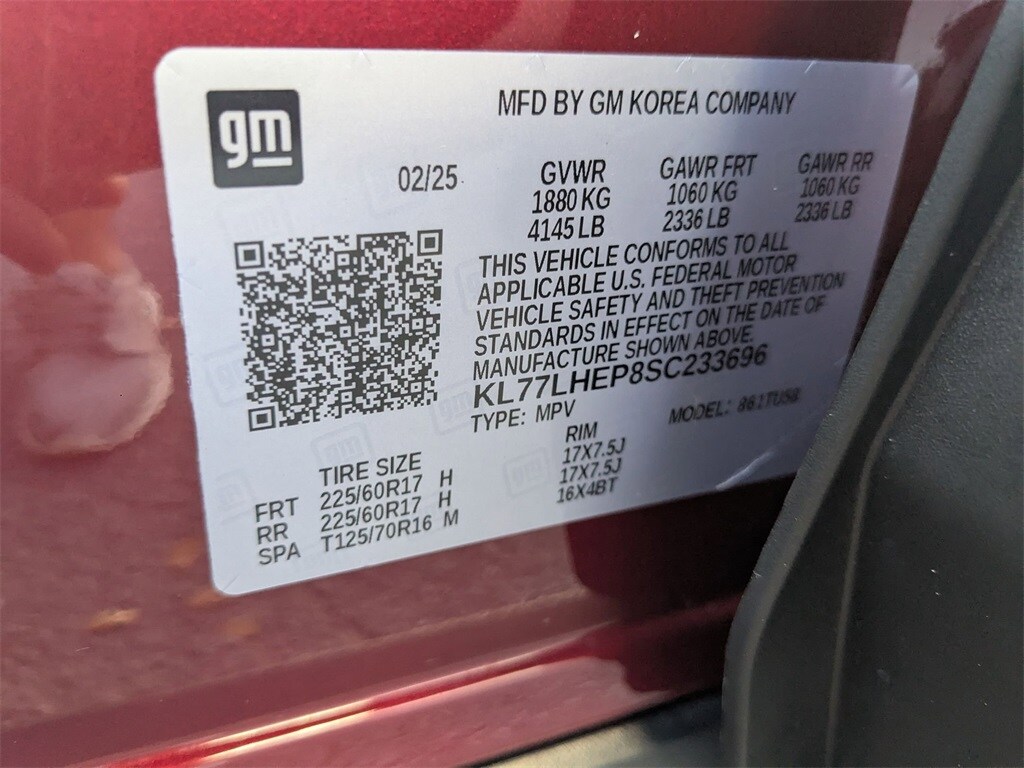 gm
MFD BY GM KOREA COMPANY
02/25
GVWR GAWR FRT GAWR RR
1880 KG 1060 KG 1060 KG
4145 LB 2336 LB 2336 LB
THIS VEHICLE CONFORMS TO ALL
APPLICABLE U.S. FEDERAL MOTOR
VEHICLE SAFETY AND THEFT PREVENTION
STANDARDS IN EFFECT ON THE DATE OF
MANUFACTURE SHOWN ABOVE.
KL77LHEP8SC233696
TYPE: MPV MODEL:
TIRE SIZE RIM
FRT 225/60R17 H 17X7.5J
RR 225/60R17 H 17X7.5J
SPA T125/70R16 M 16X4BT